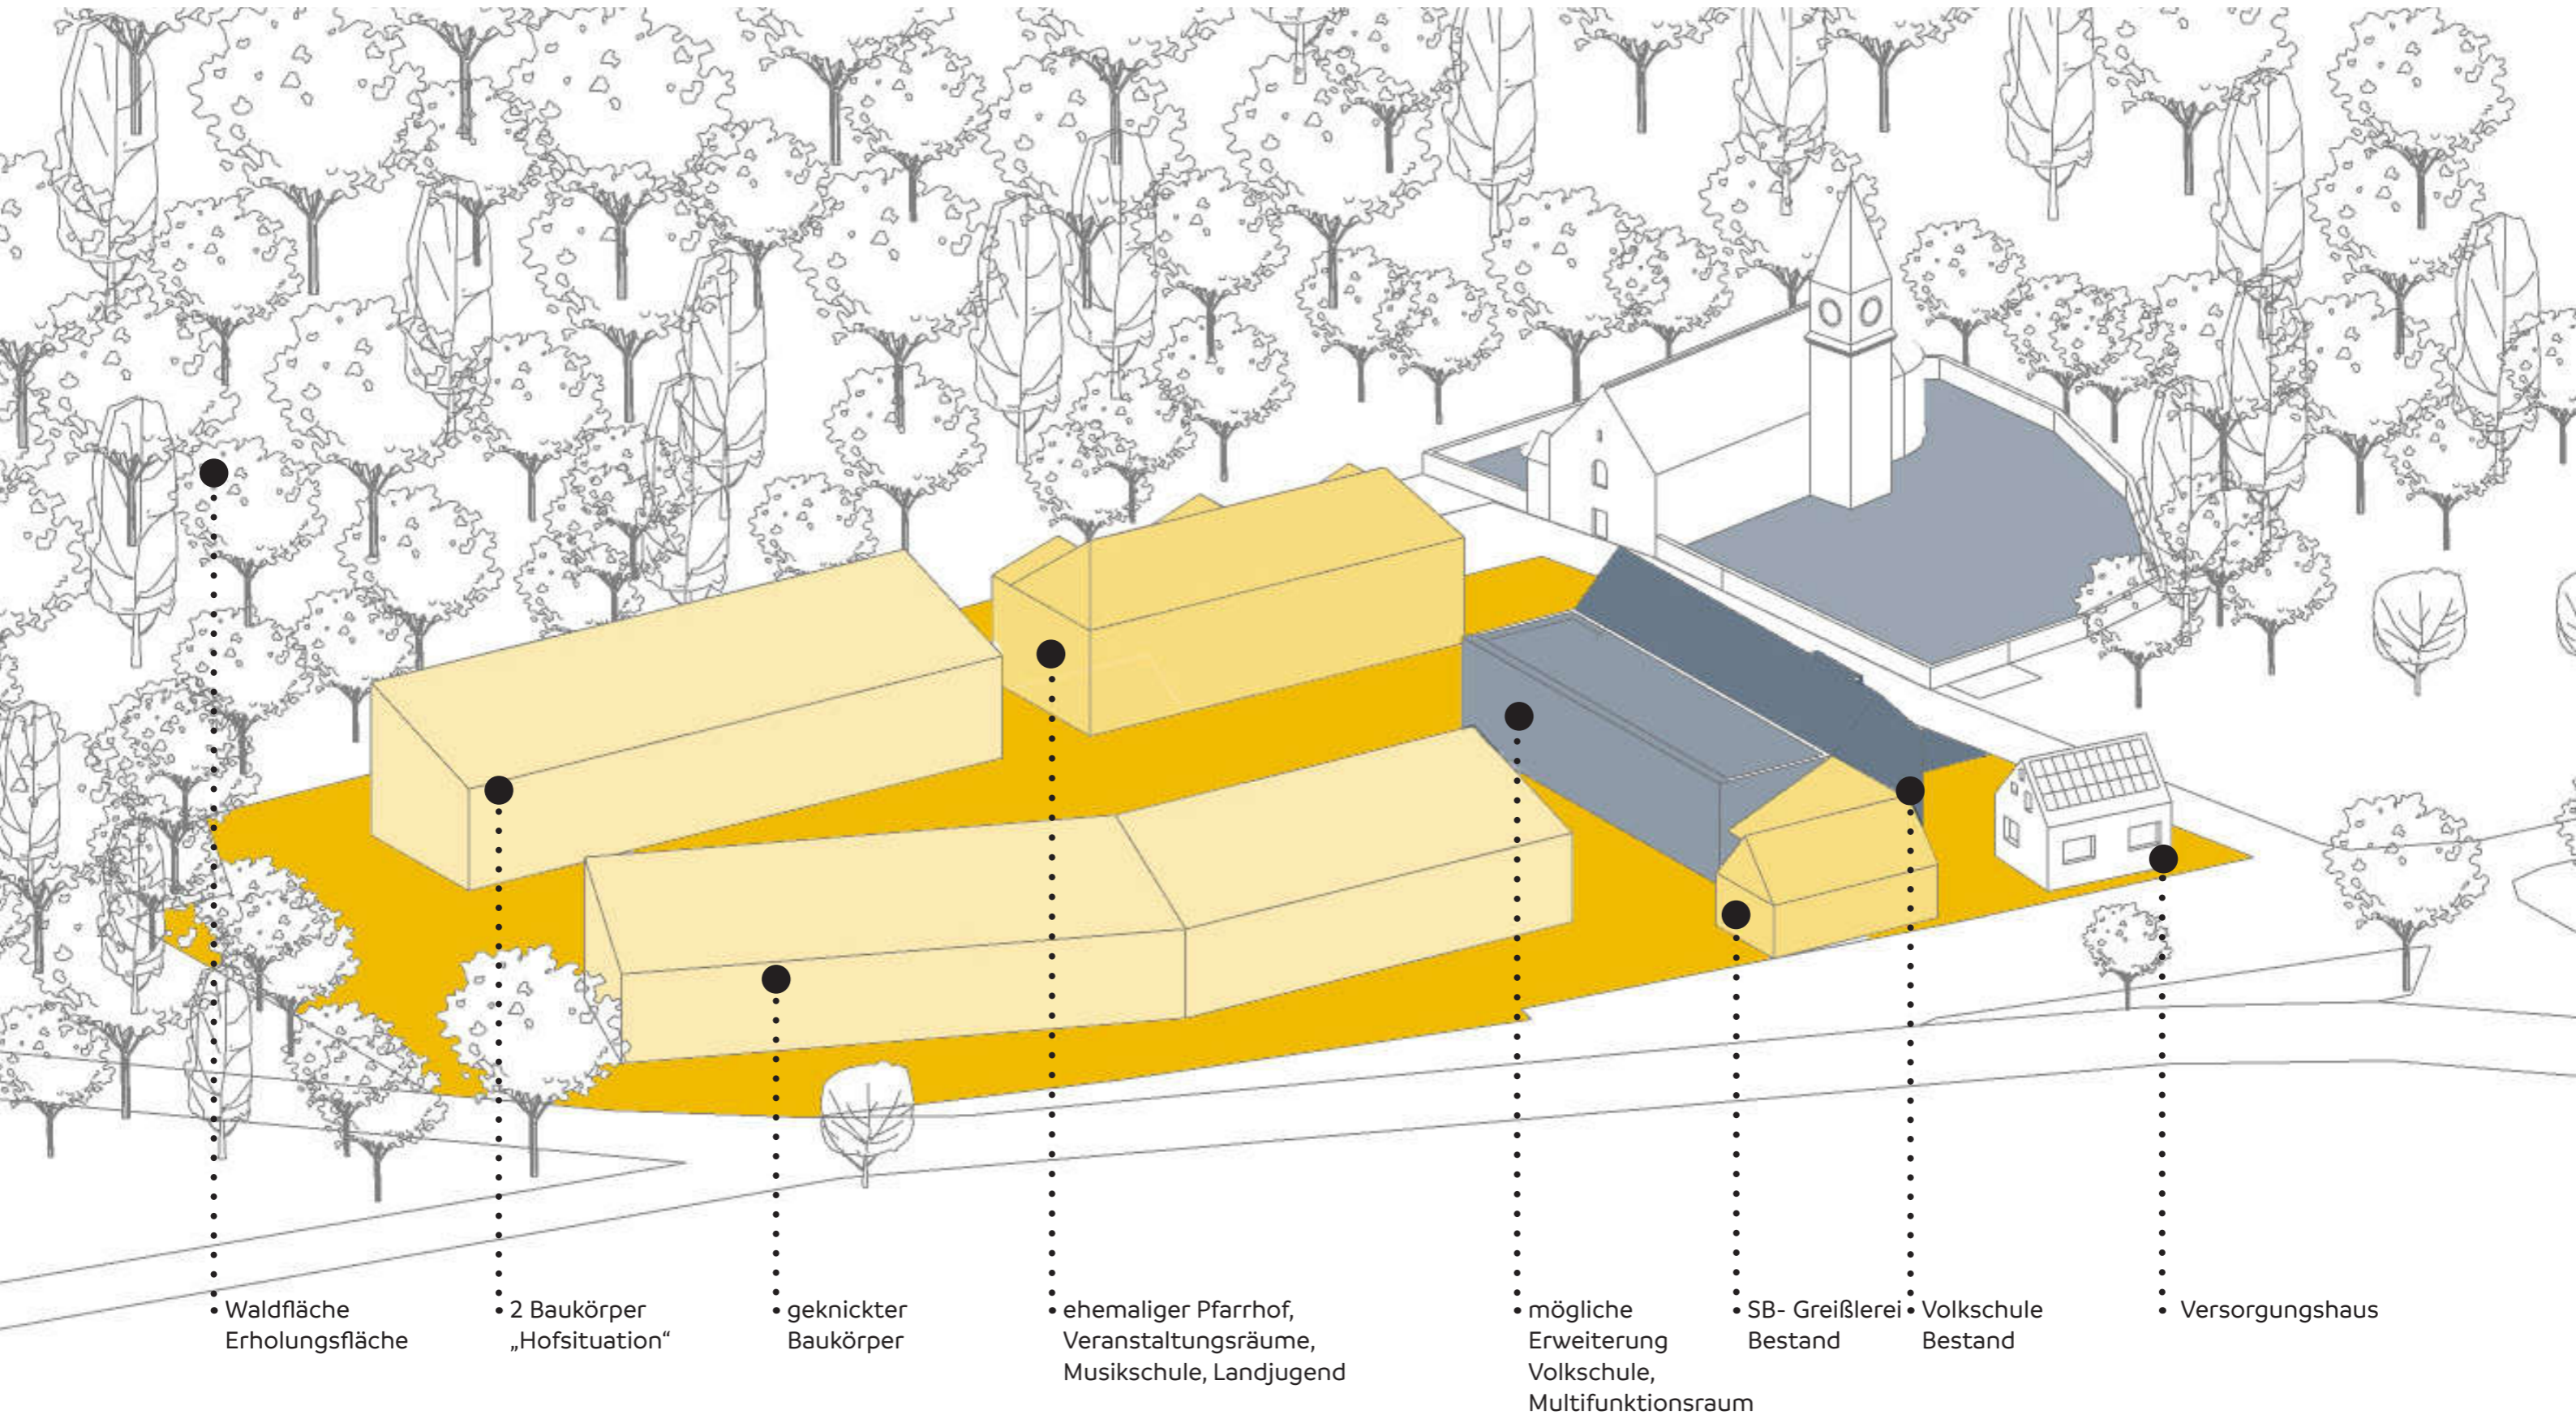 Waldfläche
Erholungsfläche
2 Baukörper
„Hofsituation“
geknickter
Baukörper
ehemaliger Pfarrhof,
Veranstaltungsräume,
Musikschule, Landjugend
mögliche
Erweiterung
Volkschule,
Multifunktionsraum
SB- Greißlerei
Bestand
Volkschule
Bestand
Versorgungshaus